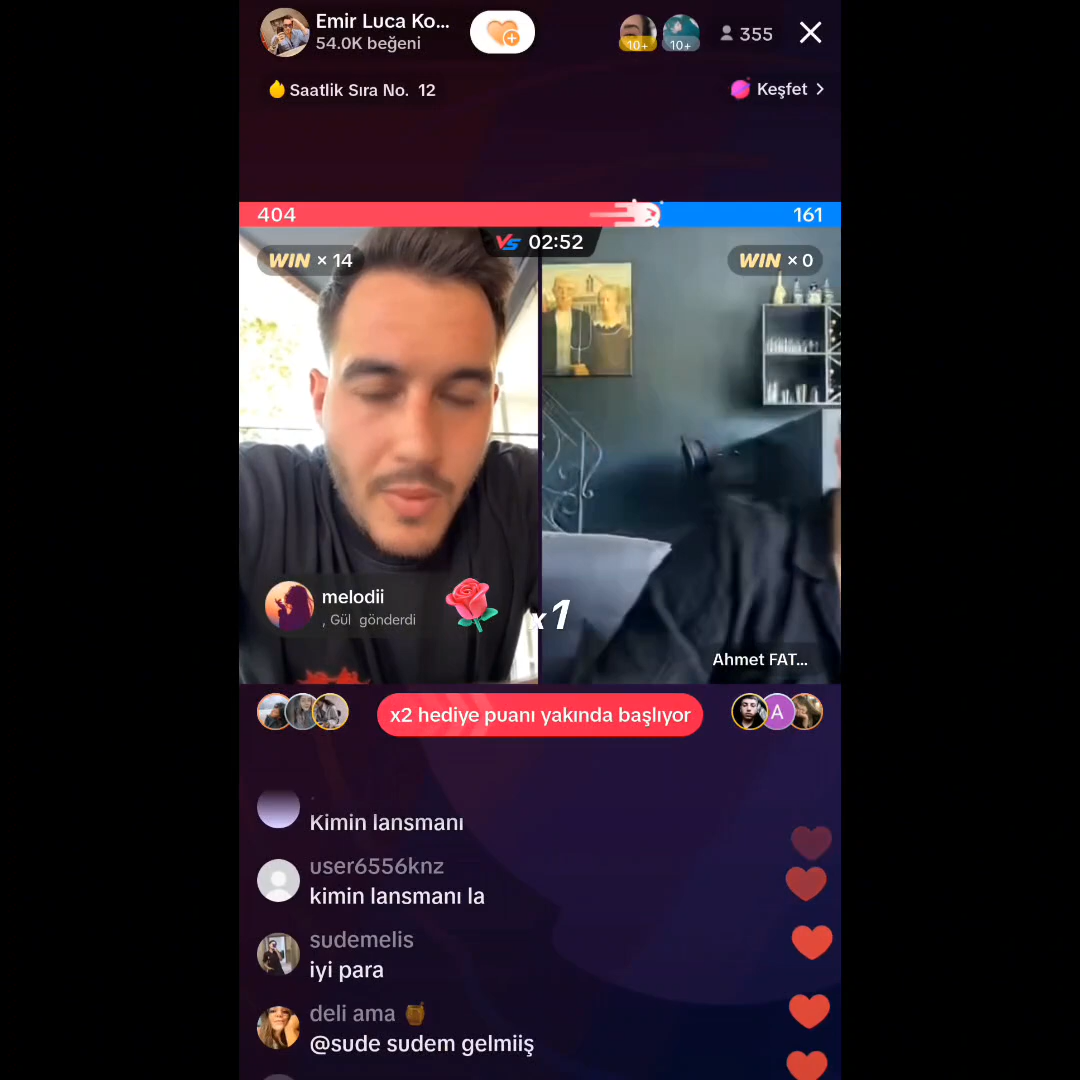 Emir Luca Ko...
54.0K beğeni
10+
10+
355
Saatlik Sıra No. 12
Keşfet
404
161
VS 02:52
WIN × 14
WIN × 0
melodii
, Gül gönderdi
x1
Ahmet FAT...
x2 hediye puanı yakında başlıyor
A
Kimin lansmanı
user6556knz
kimin lansmanı la
sudemelis
iyi para
deli ama
@sude sudem gelmiiş